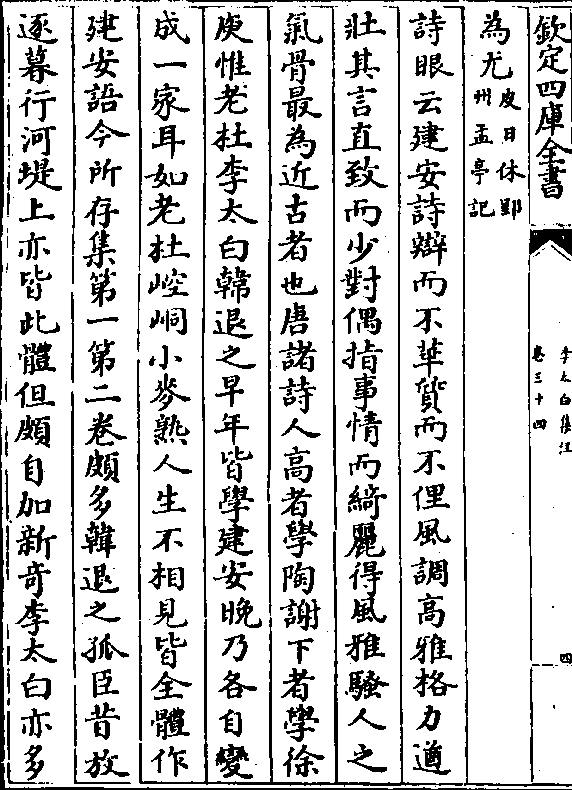 欽定四庫全書
李太白集注
卷三十四
四
為尤皮日休郢
州孟亭記
詩眼云建安詩辯而不華質而不俚風調高雅格力遒
壯其言直致而少對偶指事情而綺麗得風雅騷人之
氣骨最為近古者也唐諸詩人高者學陶謝下者學徐
庾惟老杜李太白韓退之早年皆學建安晚乃各自變
成一家耳如老杜崆峒小麥熟人生不相見皆全體作
建安語今所存集第一第二卷頗多韓退之孤臣昔放
逐暮行河堤上亦皆此體但頗自加新奇李太白亦多